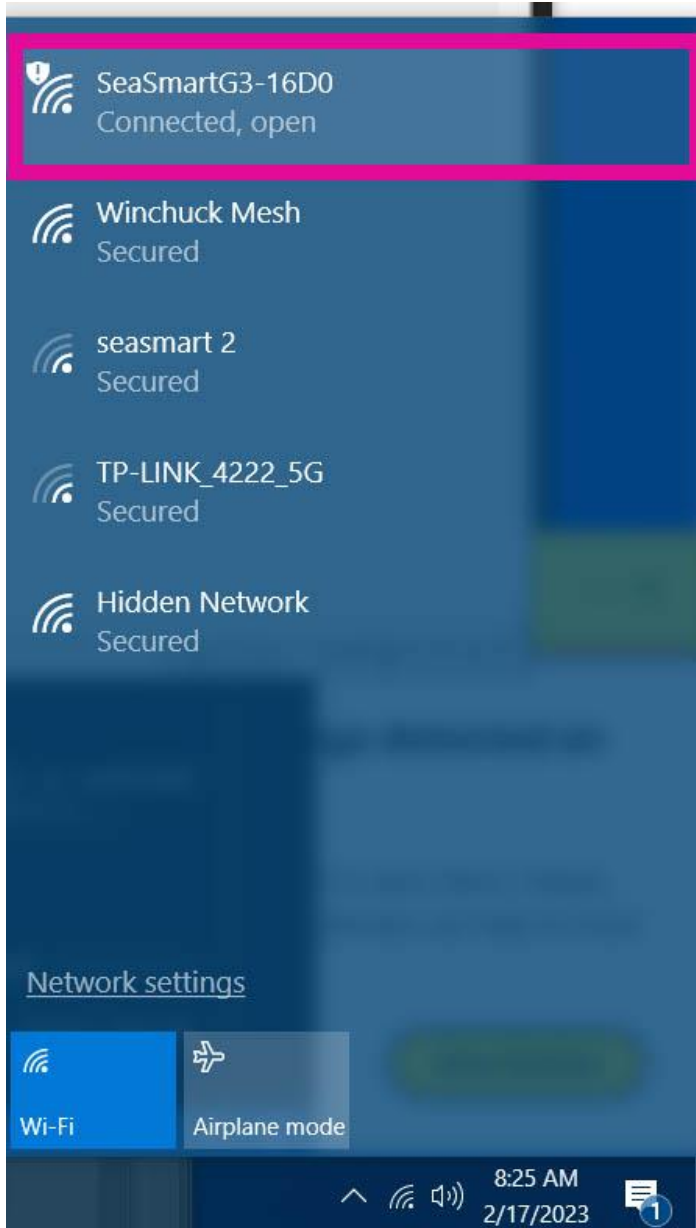 SeaSmartG3-16D0
Connected, open
Winchuck Mesh
Secured
seasmart 2
Secured
TP-LINK_4222_5G
Secured
Hidden Network
Secured
Network settings
Wi-Fi
Airplane mode
8:25 AM
2/17/2023
1